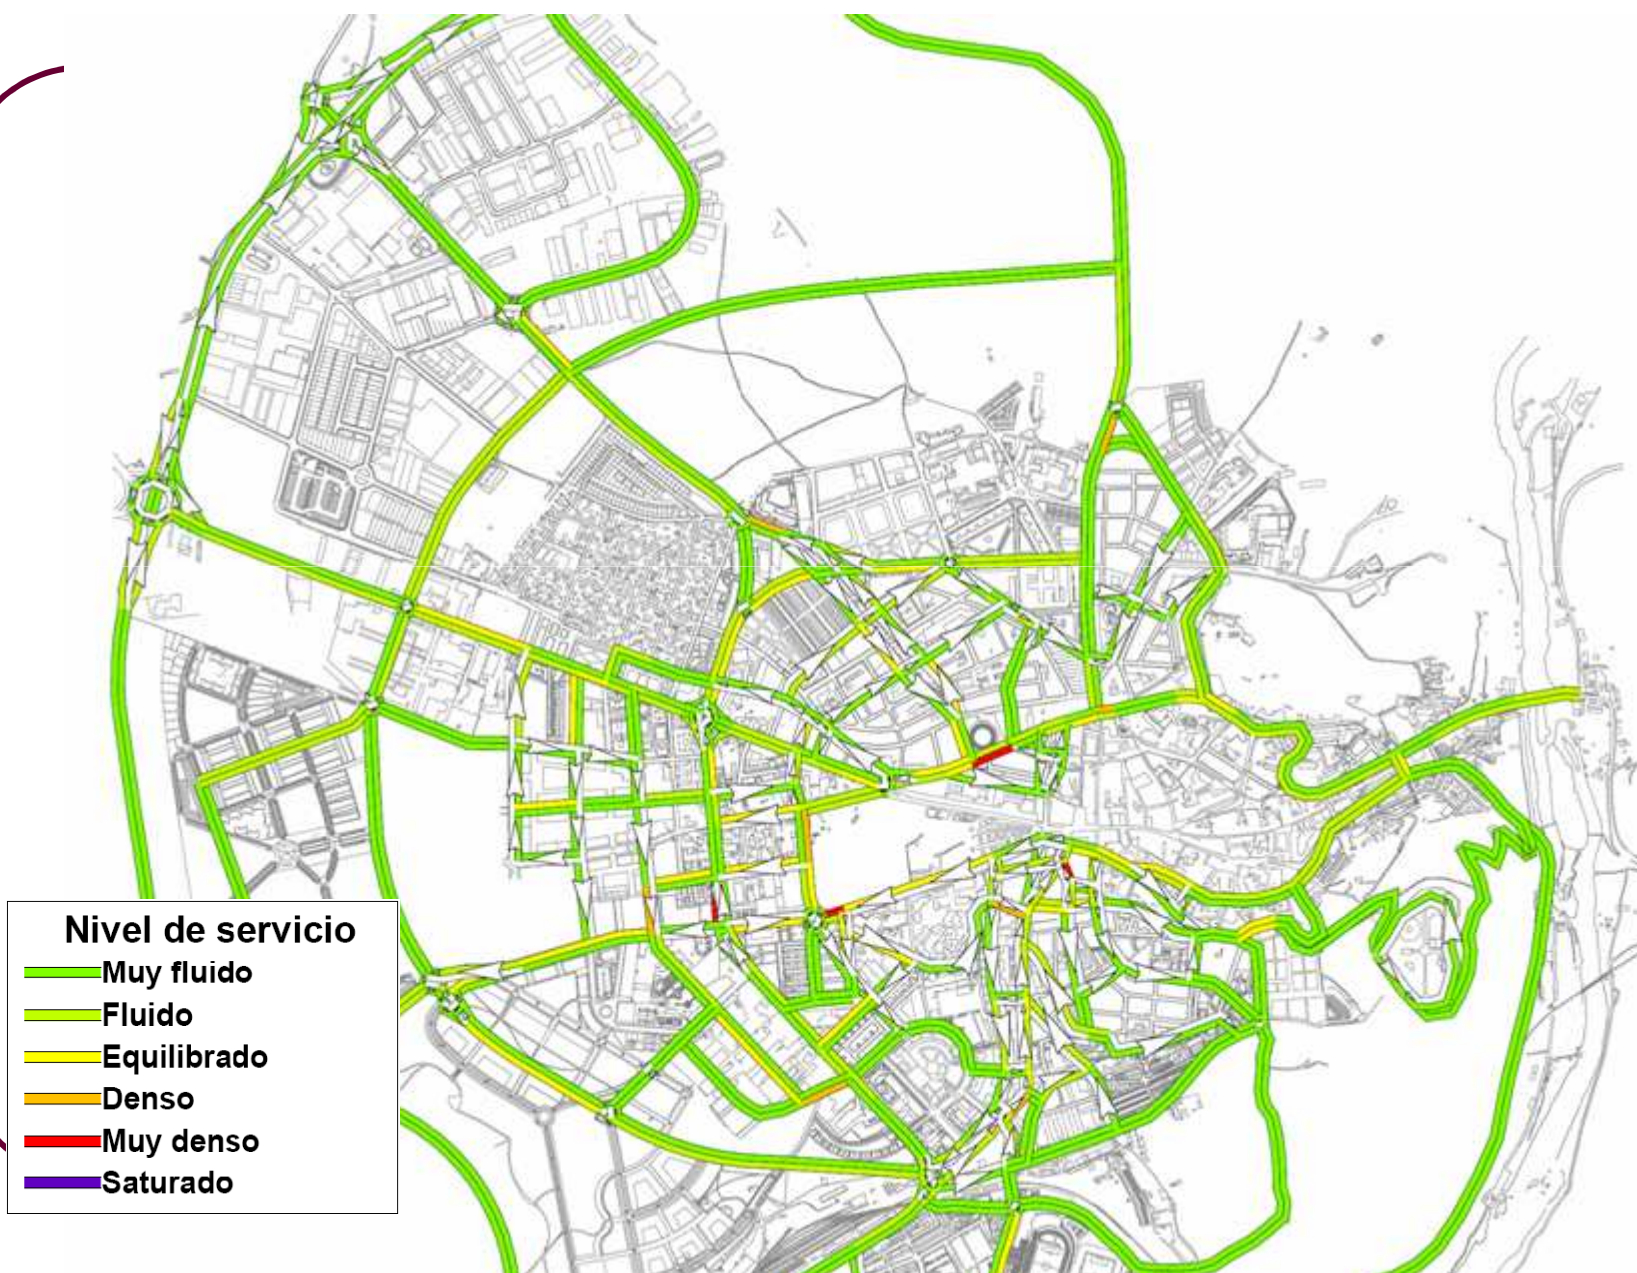 Nivel de servicio
Muy fluido
Fluido
Equilibrado
Denso
Muy denso
Saturado